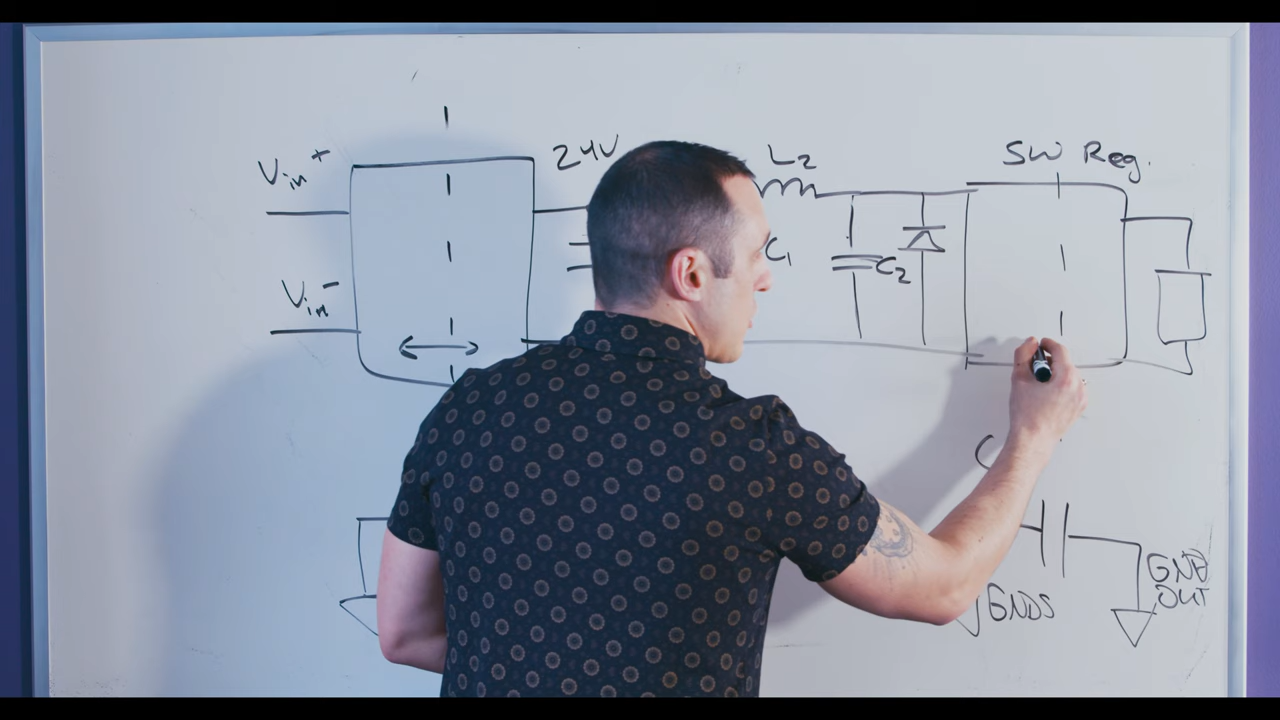 Vin+
24V
L2
SW Reg.
Vin-
C1
C2
C
GNDS
GND
OUT